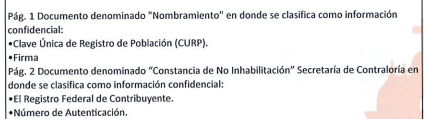 Pág. 1 Documento denominado "Nombramiento" en donde se clasifica como información
confidencial:
•Clave Única de Registro de Población (CURP).
•Firma
Pág. 2 Documento denominado "Constancia de No Inhabilitación" Secretaría de Contraloría en
donde se clasifica como información confidencial:
•El Registro Federal de Contribuyente.
•Número de Autenticación.